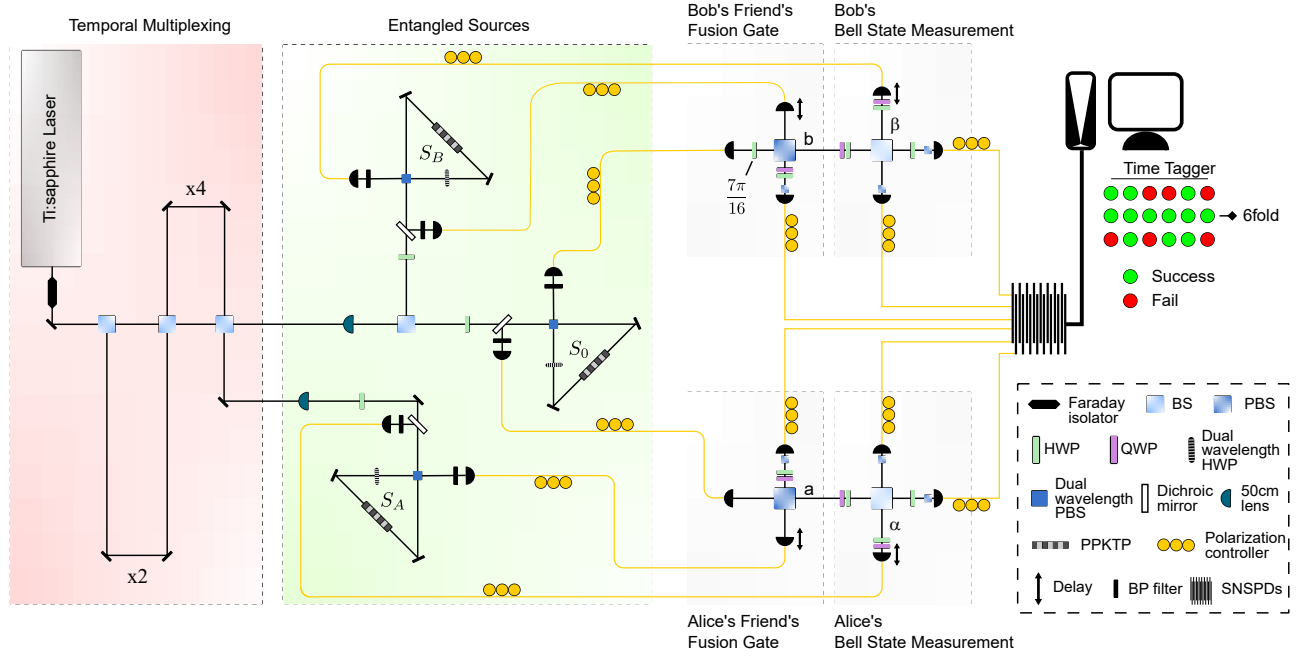 Temporal Multiplexing
Entangled Sources
Bob's Friend's
Fusion Gate
Bob's
Bell State Measurement
Ti:sapphire Laser
x4
x2
S_B
S_0
S_A
b
β
7π
16
a
α
Time Tagger
6fold
Success
Fail
Alice's Friend's
Fusion Gate
Alice's
Bell State Measurement
Faraday
isolator
BS
PBS
HWP
QWP
Dual
wavelength
HWP
Dual
wavelength
PBS
Dichroic
mirror
50cm
lens
PPKTP
Polarization
controller
Delay
BP filter
SNSPDs